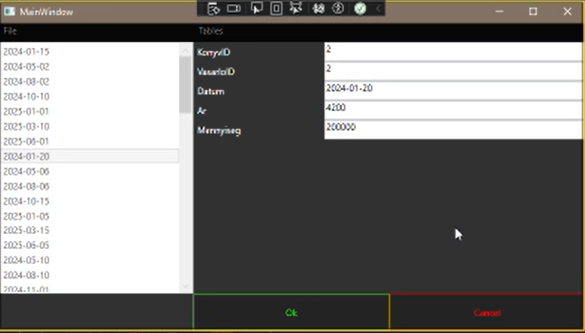 MainWindow
File
Tables
2024-01-15
2024-05-02
2024-08-02
2024-10-10
2025-01-01
2025-03-10
2025-06-01
2024-01-20
2024-05-06
2024-08-06
2024-10-15
2025-01-05
2025-03-15
2025-06-05
2024-05-10
2024-08-10
2024-11-01
KonyvID
2
VasarloID
2
Datum
2024-01-20
Ar
4200
Mennyiseg
200000
Ok
Cancel